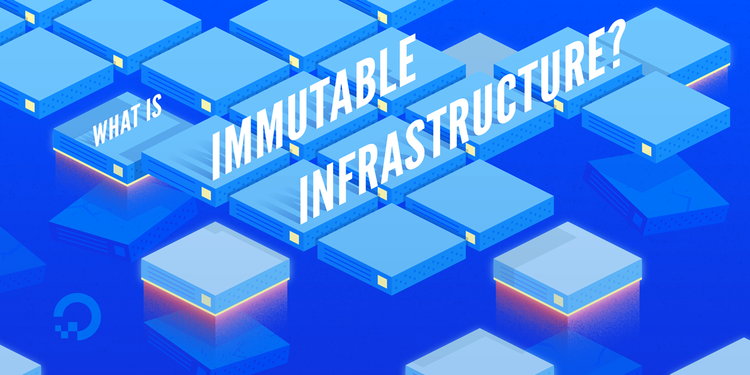 WHAT IS
IMMUTABLE
INFRASTRUCTURE?